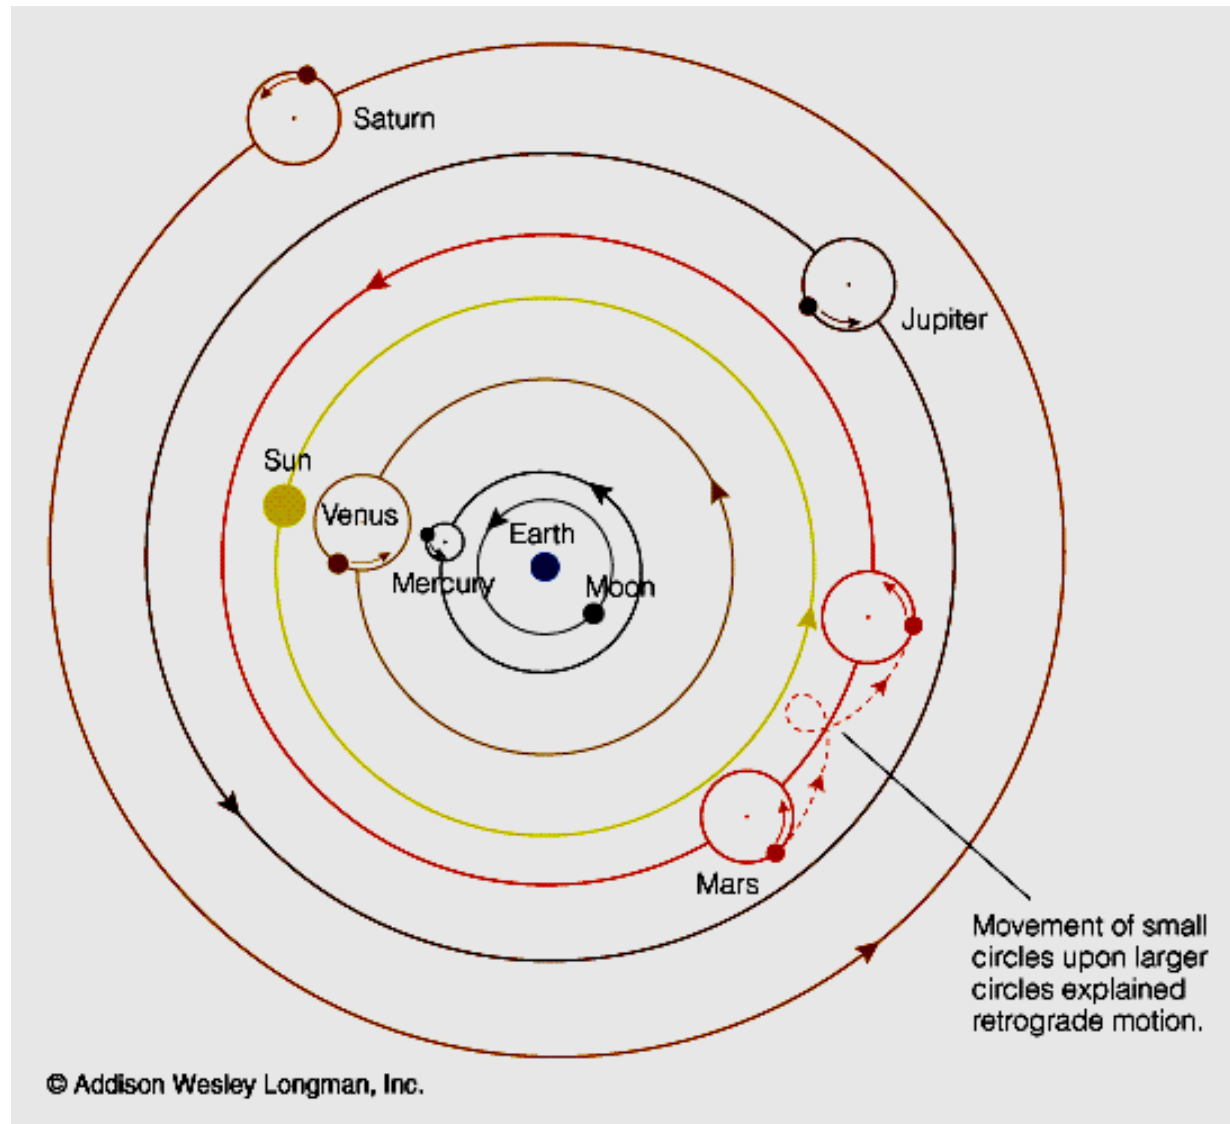 Saturn
Jupiter
Sun
Venus
Earth
Mercury
Moon
Mars
Movement of small
circles upon larger
circles explained
retrograde motion.
© Addison Wesley Longman, Inc.